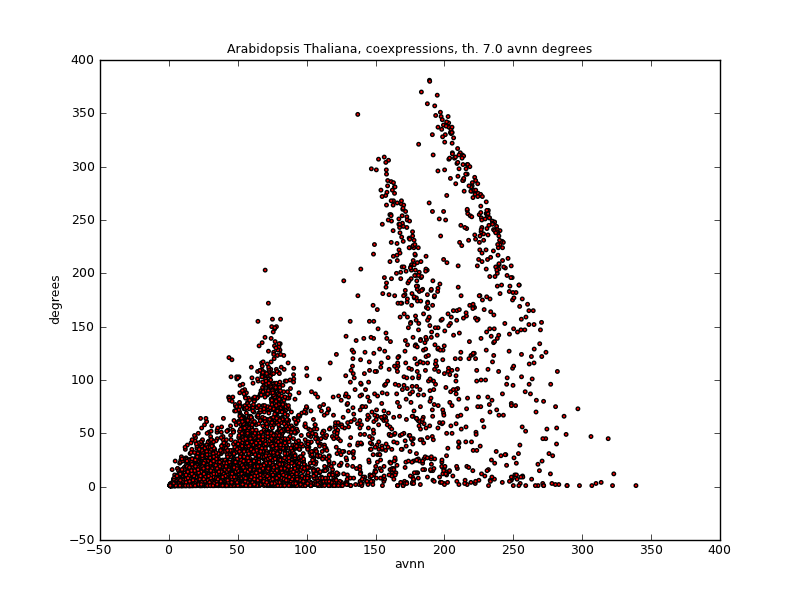 Arabidopsis Thaliana, coexpressions, th. 7.0 avnn degrees
400
350
300
250
200
150
100
50
0
−50
degrees
−50 0 50 100 150 200 250 300 350 400
avnn